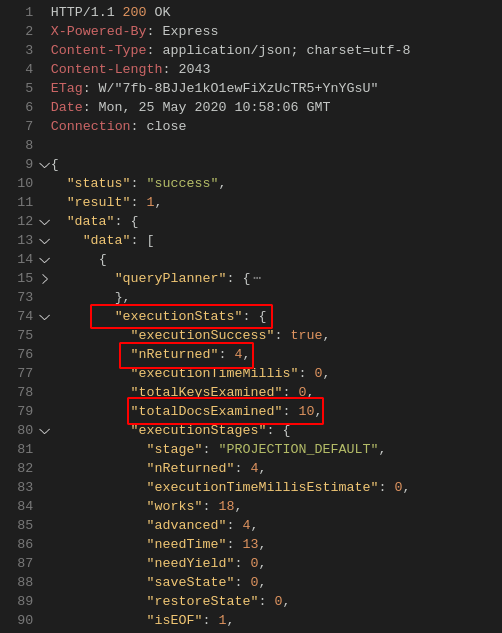 1 HTTP/1.1 200 OK
2 X-Powered-By: Express
3 Content-Type: application/json; charset=utf-8
4 Content-Length: 2043
5 ETag: W/"7fb-8BJJe1kO1ewFiXzUcTR5+YnYGsU"
6 Date: Mon, 25 May 2020 10:58:06 GMT
7 Connection: close
8
9 {
10 "status": "success",
11 "result": 1,
12 "data": {
13 "data": [
14 {
15 "queryPlanner": {⋯
73 },
74 "executionStats": {
75 "executionSuccess": true,
76 "nReturned": 4,
77 "executionTimeMillis": 0,
78 "totalKeysExamined": 0,
79 "totalDocsExamined": 10,
80 "executionStages": {
81 "stage": "PROJECTION_DEFAULT",
82 "nReturned": 4,
83 "executionTimeMillisEstimate": 0,
84 "works": 18,
85 "advanced": 4,
86 "needTime": 13,
87 "needYield": 0,
88 "saveState": 0,
89 "restoreState": 0,
90 "isEOF": 1,